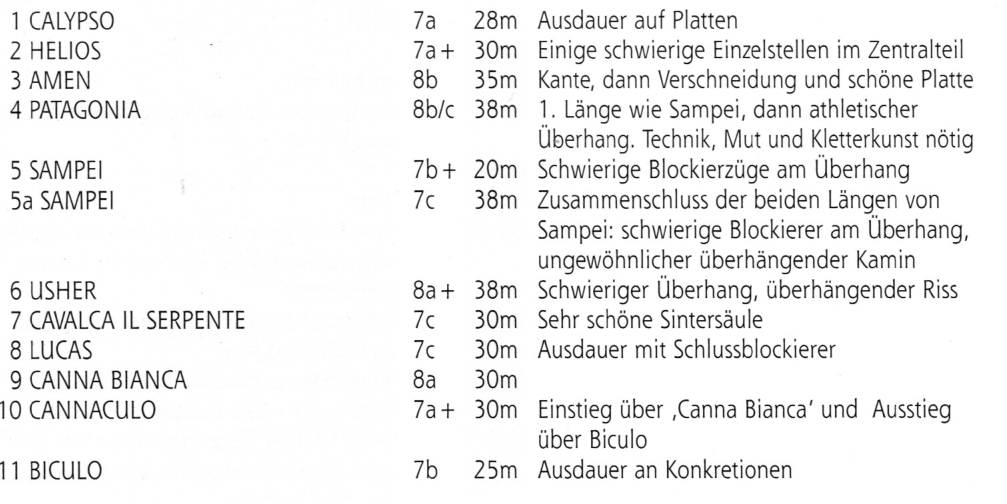 1 CALYPSO 7a 28m Ausdauer auf Platten
2 HELIOS 7a+ 30m Einige schwierige Einzelstellen im Zentralteil
3 AMEN 8b 35m Kante, dann Verschneidung und schöne Platte
4 PATAGONIA 8b/c 38m 1. Länge wie Sampei, dann athletischer
Überhang. Technik, Mut und Kletterkunst nötig
5 SAMPEI 7b+ 20m Schwierige Blockierzüge am Überhang
5a SAMPEI 7c 38m Zusammenschluss der beiden Längen von
Sampei: schwierige Blockierer am Überhang,
ungewöhnlicher überhängender Kamin
6 USHER 8a+ 38m Schwieriger Überhang, überhängender Riss
7 CAVALCA IL SERPENTE 7c 30m Sehr schöne Sintersäule
8 LUCAS 7c 30m Ausdauer mit Schlussblockierer
9 CANNA BIANCA 8a 30m
10 CANNACULO 7a+ 30m Einstieg über ‚Canna Bianca' und Ausstieg
über Biculo
11 BICULO 7b 25m Ausdauer an Konkretionen